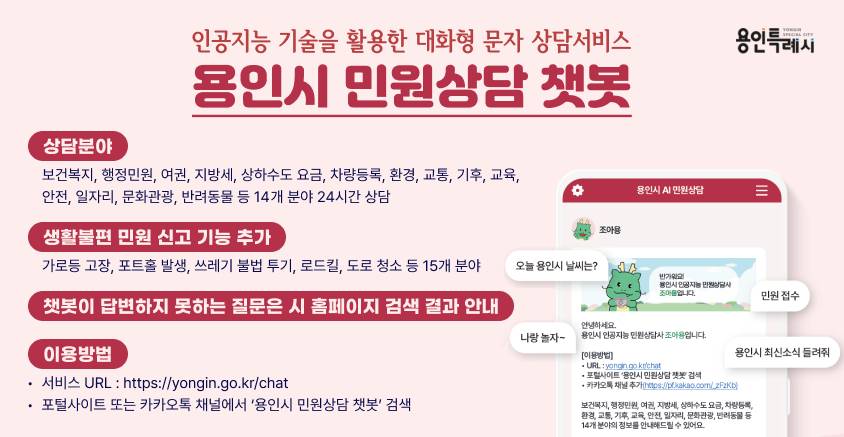 인공지능 기술을 활용한 대화형 문자 상담서비스
용인시 민원상담 챗봇
YONGIN
SPECIAL CITY
용인특례시
상담분야
보건복지, 행정민원, 여권, 지방세, 상하수도 요금, 차량등록, 환경, 교통, 기후, 교육,
안전, 일자리, 문화관광, 반려동물 등 14개 분야 24시간 상담
생활불편 민원 신고 기능 추가
가로등 고장, 포트홀 발생, 쓰레기 불법 투기, 로드킬, 도로 청소 등 15개 분야
챗봇이 답변하지 못하는 질문은 시 홈페이지 검색 결과 안내
이용방법
• 서비스 URL : https://yongin.go.kr/chat
• 포털사이트 또는 카카오톡 채널에서 ‘용인시 민원상담 챗봇’ 검색
용인시 AI 민원상담
조아용
오늘 용인시 날씨는?
반가워요!
용인시 인공지능 민원상담사
조아용입니다.
민원 접수
나랑 놀자~
용인시 최신소식 들려줘
안녕하세요.
용인시 인공지능 민원상담사 조아용입니다.
[이용방법]
• URL : yongin.go.kr/chat
• 포털사이트 ‘용인시 민원상담 챗봇’ 검색
• 카카오톡 채널 추가(https://pf.kakao.com/_zFzKb)
보건복지, 행정민원, 여권, 지방세, 상하수도 요금, 차량등록,
환경, 교통, 기후, 교육, 안전, 일자리, 문화관광, 반려동물 등
14개 분야의 정보를 안내해드릴 수 있어요.